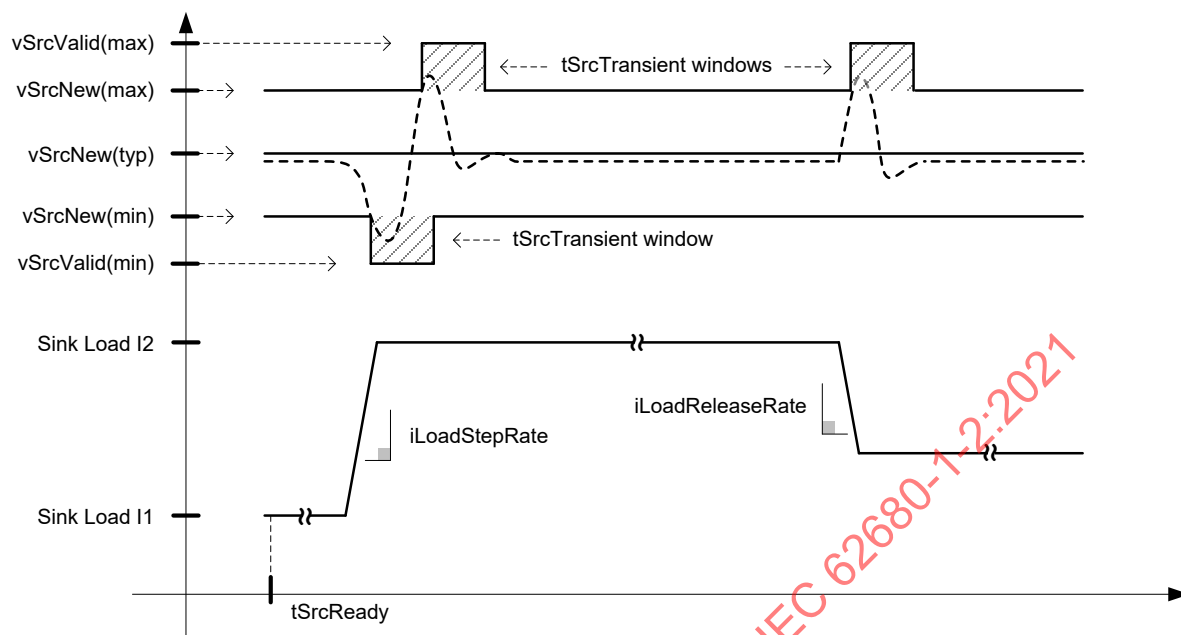 vSrcValid(max)
tSrcTransient windows
vSrcNew(max)
vSrcNew(typ)
vSrcNew(min)
tSrcTransient window
vSrcValid(min)
Sink Load I2
iLoadReleaseRate
iLoadStepRate
Sink Load I1
tSrcReady
IEC 62680-1-2:2021